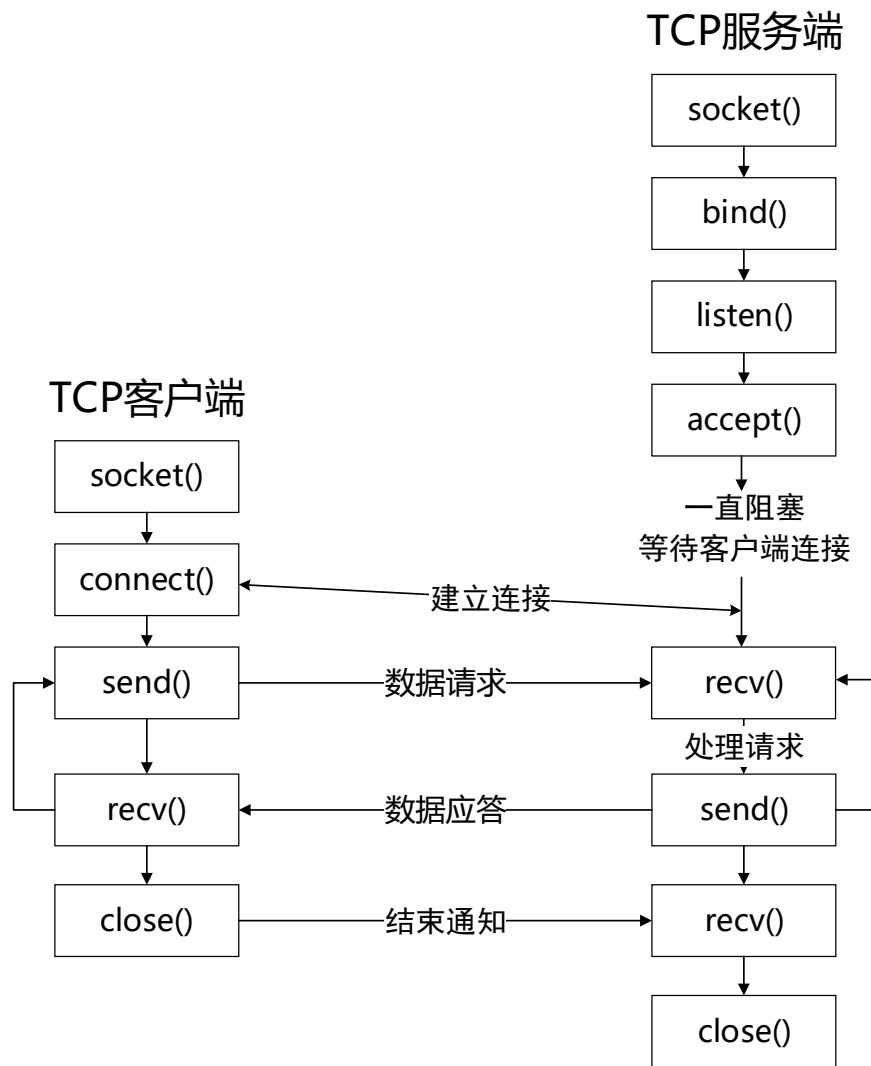 TCP服务端
socket()
bind()
listen()
accept()
一直阻塞
等待客户端连接
TCP客户端
socket()
connect()
建立连接
send()
数据请求
recv()
处理请求
recv()
数据应答
send()
close()
结束通知
recv()
close()